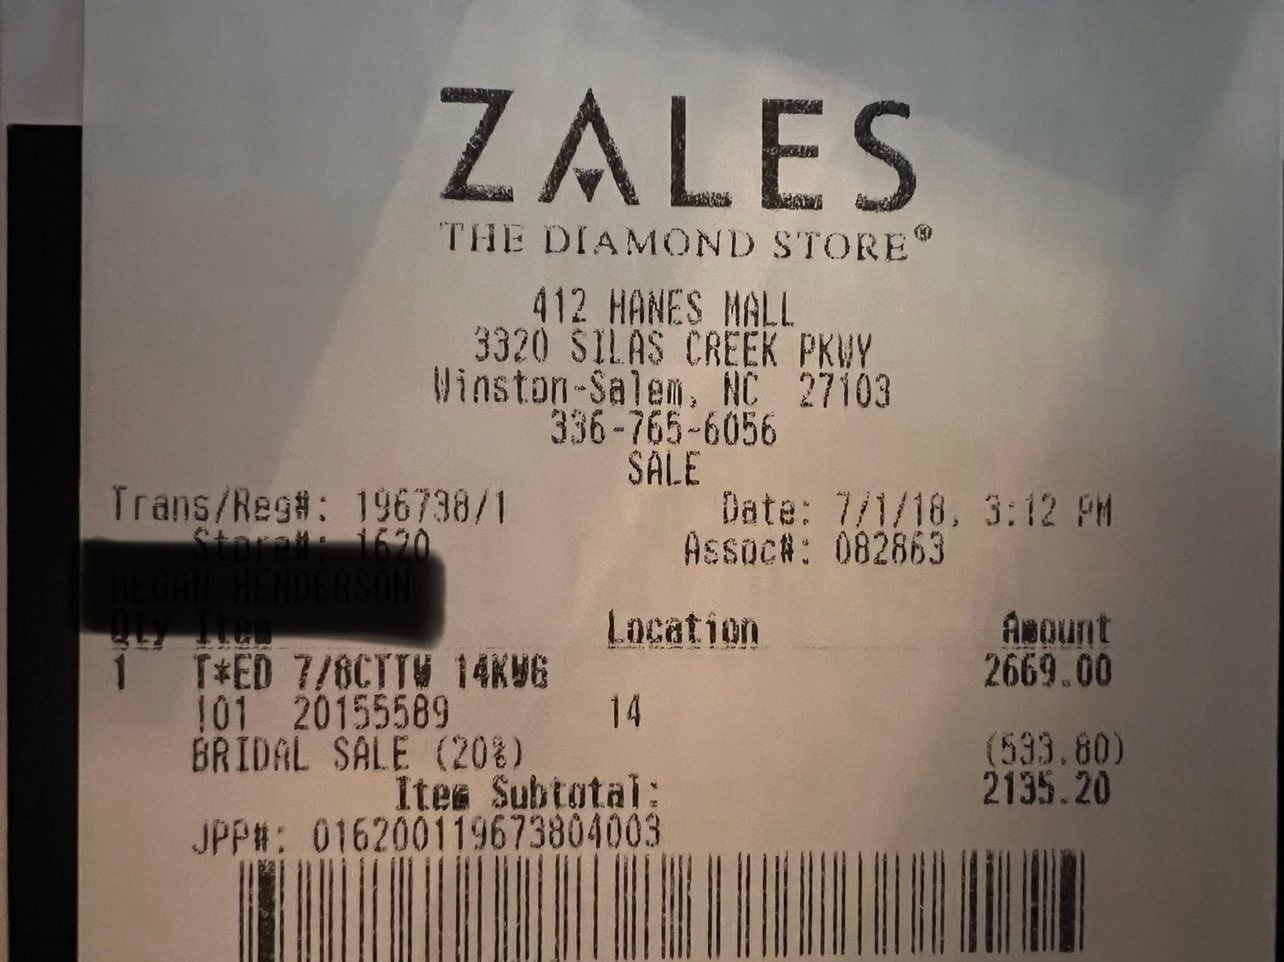 ZALES
THE DIAMOND STORE®
412 HANES MALL
3320 SILAS CREEK PKWY
Winston-Salem, NC 27103
336-765-6056
SALE
Trans/Reg#: 196738/1 Date: 7/1/18, 3:12 PM
Store#: 1620 Assoc#: 082863
Qty Item Location Amount
1 T*ED 7/8CTTW 14KWG 2669.00
101 20155589 14
BRIDAL SALE (20%) (533.80)
Item Subtotal: 2135.20
JPP#: 016200119673804003